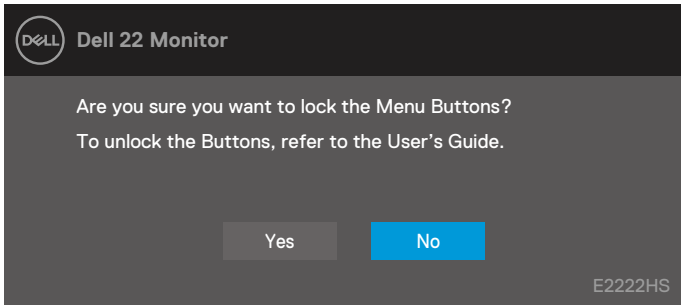 DELL Dell 22 Monitor
Are you sure you want to lock the Menu Buttons?
To unlock the Buttons, refer to the User’s Guide.
Yes No
E2222HS